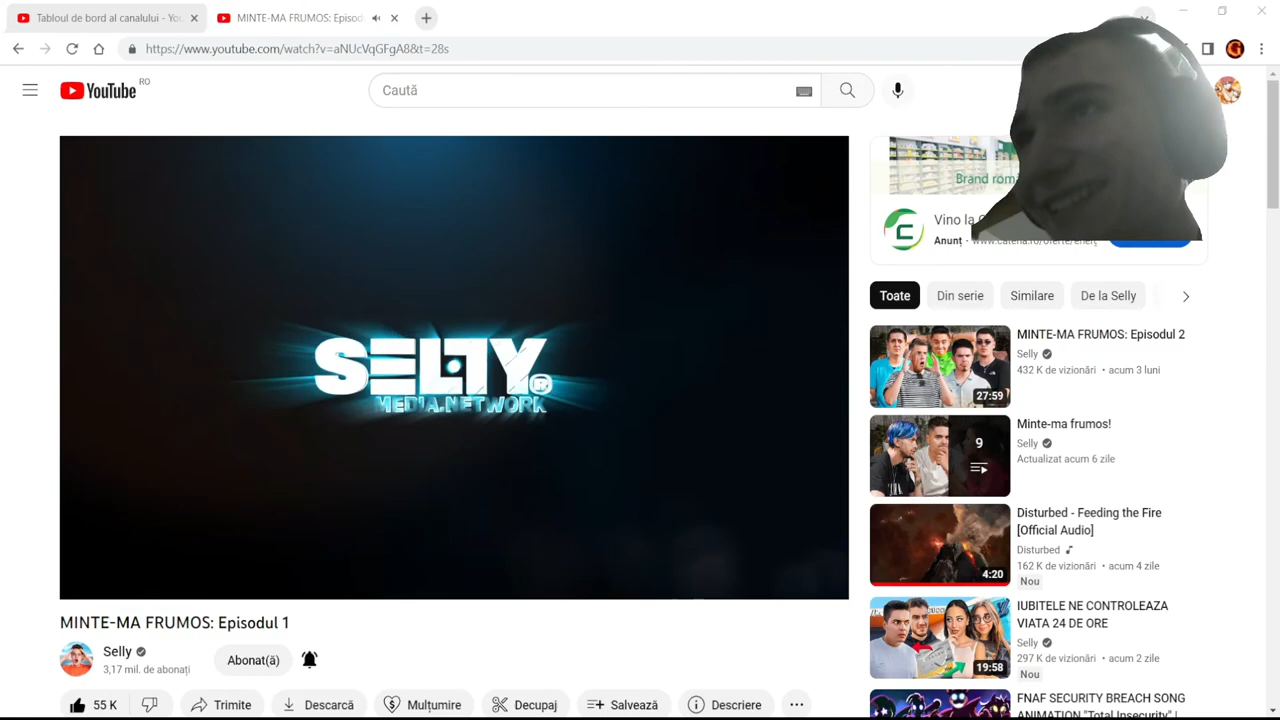 Tabloul de bord al canalului - You
MINTE-MA FRUMOS: Episod
https://www.youtube.com/watch?v=aNUcVqGFgA8&t=28s
G
YouTube RO
Caută
SELLY®
MEDIA.NETWORK
Brand
C
Vino la
Anunț
Toate
Din serie
Similare
De la Selly
MINTE-MA FRUMOS: Episodul 2
Selly
432 K de vizionări • acum 3 luni
27:59
Minte-ma frumos!
Selly
Actualizat acum 6 zile
9
Disturbed - Feeding the Fire
[Official Audio]
Disturbed
162 K de vizionări • acum 4 zile
Nou
4:20
IUBITELE NE CONTROLEAZA
VIATA 24 DE ORE
Selly
297 K de vizionări • acum 2 zile
Nou
19:58
FNAF SECURITY BREACH SONG
ANIMATION "Total Insecurity" |
MINTE-MA FRUMOS: Episodul 1
Selly
3,17 mil. de abonați
Abonat(ă)
55 K
Trimite
Descarcă
Mulțumire
Decupaj
Salvează
Descriere